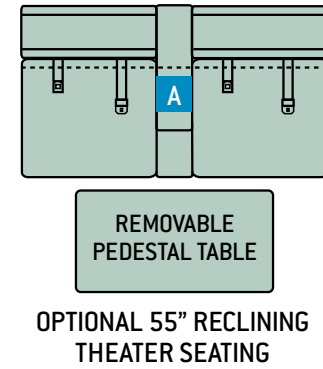 A
REMOVABLE
PEDESTAL TABLE
OPTIONAL 55” RECLINING
THEATER SEATING